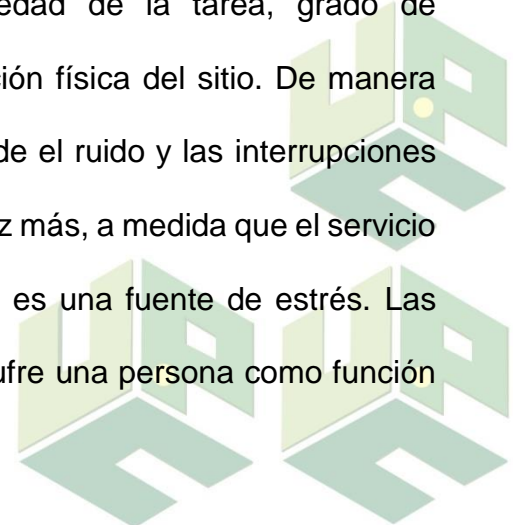 edad de la tarea, grado de
ción física del sitio. De manera
de el ruido y las interrupciones
z más, a medida que el servicio
es una fuente de estrés. Las
ufre una persona como función